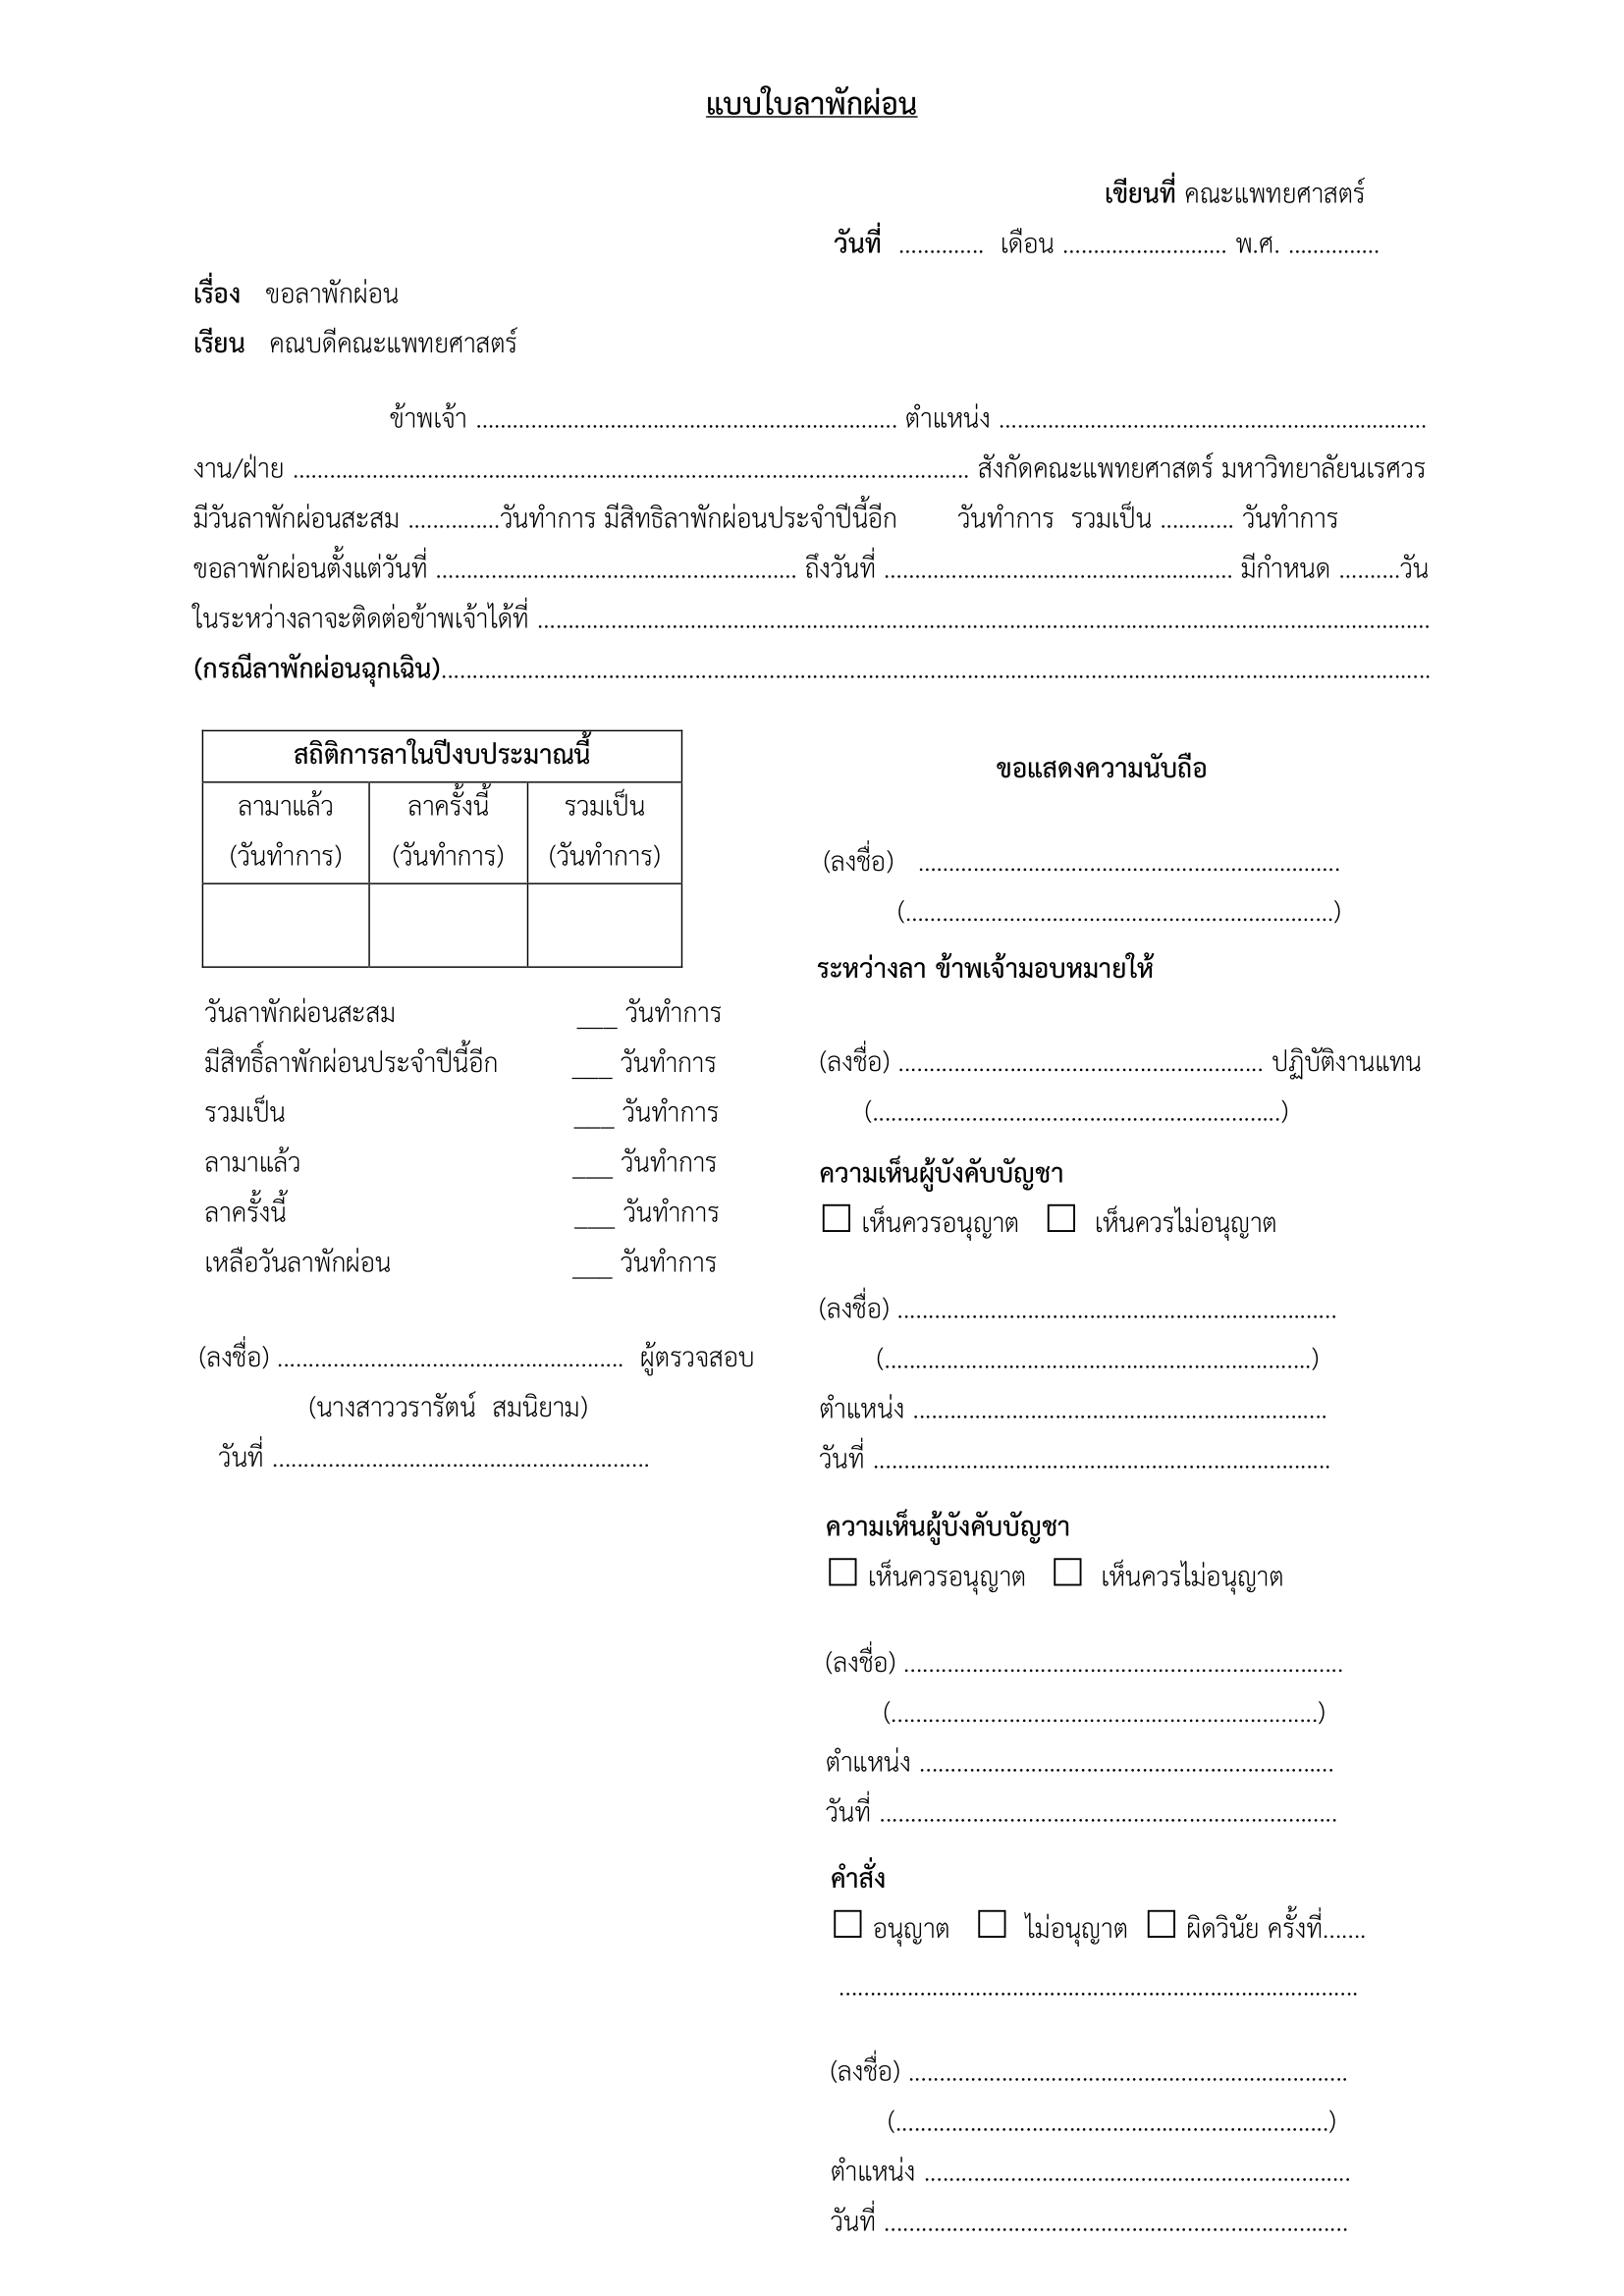 แบบใบลาพักผ่อน
เขียนที่ คณะแพทยศาสตร์
วันที่ .............. เดือน ........................... พ.ศ. ...............
เรื่อง ขอลาพักผ่อน
เรียน คณบดีคณะแพทยศาสตร์
ข้าพเจ้า ..................................................................... ตำแหน่ง ......................................................................
งาน/ฝ่าย ............................................................................................................... สังกัดคณะแพทยศาสตร์ มหาวิทยาลัยนเรศวร
มีวันลาพักผ่อนสะสม ...............วันทำการ มีสิทธิลาพักผ่อนประจำปีนี้อีก วันทำการ รวมเป็น ............ วันทำการ
ขอลาพักผ่อนตั้งแต่วันที่ ........................................................... ถึงวันที่ ......................................................... มีกำหนด ..........วัน
ในระหว่างลาจะติดต่อข้าพเจ้าได้ที่ ..................................................................................................................................................
(กรณีลาพักผ่อนฉุกเฉิน)..................................................................................................................................................................
สถิติการลาในปีงบประมาณนี้
ลามาแล้ว (วันทำการ)
ลาครั้งนี้ (วันทำการ)
รวมเป็น (วันทำการ)
วันลาพักผ่อนสะสม ___ วันทำการ
มีสิทธิ์ลาพักผ่อนประจำปีนี้อีก ___ วันทำการ
รวมเป็น ___ วันทำการ
ลามาแล้ว ___ วันทำการ
ลาครั้งนี้ ___ วันทำการ
เหลือวันลาพักผ่อน ___ วันทำการ
(ลงชื่อ) ........................................................ ผู้ตรวจสอบ
(นางสาววรารัตน์ สมนิยาม)
วันที่ .............................................................
ขอแสดงความนับถือ
(ลงชื่อ) .....................................................................
(......................................................................)
ระหว่างลา ข้าพเจ้ามอบหมายให้
(ลงชื่อ) ............................................................ ปฏิบัติงานแทน
(...................................................................)
ความเห็นผู้บังคับบัญชา
☐ เห็นควรอนุญาต ☐ เห็นควรไม่อนุญาต
(ลงชื่อ) ........................................................................
(......................................................................)
ตำแหน่ง ....................................................................
วันที่ ...........................................................................
ความเห็นผู้บังคับบัญชา
☐ เห็นควรอนุญาต ☐ เห็นควรไม่อนุญาต
(ลงชื่อ) ........................................................................
(......................................................................)
ตำแหน่ง ....................................................................
วันที่ ...........................................................................
คำสั่ง
☐ อนุญาต ☐ ไม่อนุญาต ☐ ผิดวินัย ครั้งที่.......
.....................................................................................
(ลงชื่อ) ........................................................................
(.......................................................................)
ตำแหน่ง ......................................................................
วันที่ ............................................................................